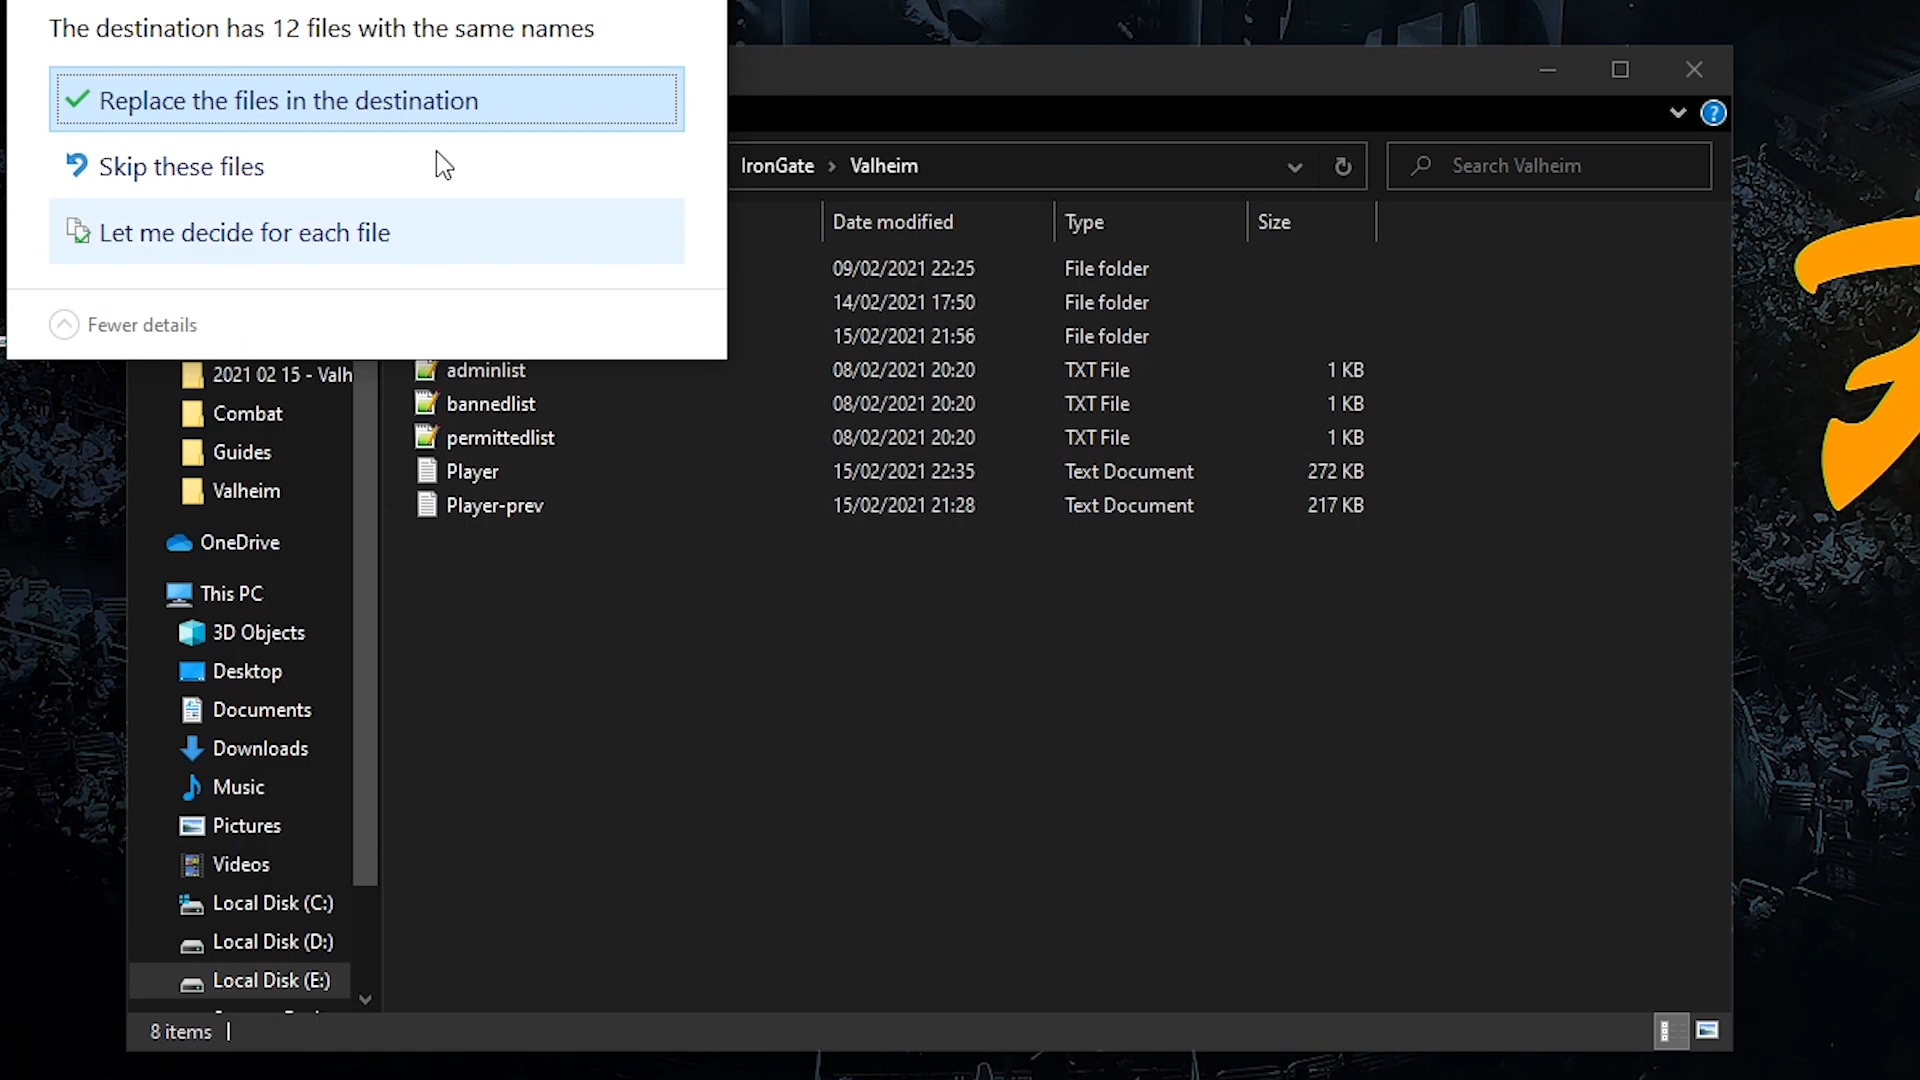 The destination has 12 files with the same names
Replace the files in the destination
Skip these files
Let me decide for each file
Fewer details
IronGate > Valheim
Search Valheim
Date modified Type Size
09/02/2021 22:25 File folder
14/02/2021 17:50 File folder
15/02/2021 21:56 File folder
adminlist 08/02/2021 20:20 TXT File 1 KB
bannedlist 08/02/2021 20:20 TXT File 1 KB
permittedlist 08/02/2021 20:20 TXT File 1 KB
Player 15/02/2021 22:35 Text Document 272 KB
Player-prev 15/02/2021 21:28 Text Document 217 KB
2021 02 15 - Valh
Combat
Guides
Valheim
OneDrive
This PC
3D Objects
Desktop
Documents
Downloads
Music
Pictures
Videos
Local Disk (C:)
Local Disk (D:)
Local Disk (E:)
8 items